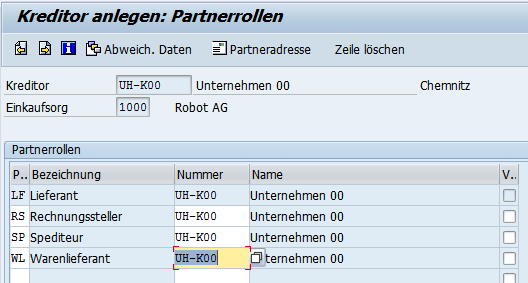 Kreditor anlegen: Partnerrollen
Abweich. Daten Partneradresse Zeile löschen
Kreditor UH-K00 Unternehmen 00 Chemnitz
Einkaufsorg 1000 Robot AG
Partnerrollen
P.. Bezeichnung Nummer Name V..
LF Lieferant UH-K00 Unternehmen 00
RS Rechnungssteller UH-K00 Unternehmen 00
SP Spediteur UH-K00 Unternehmen 00
WL Warenlieferant UH-K00 ternehmen 00